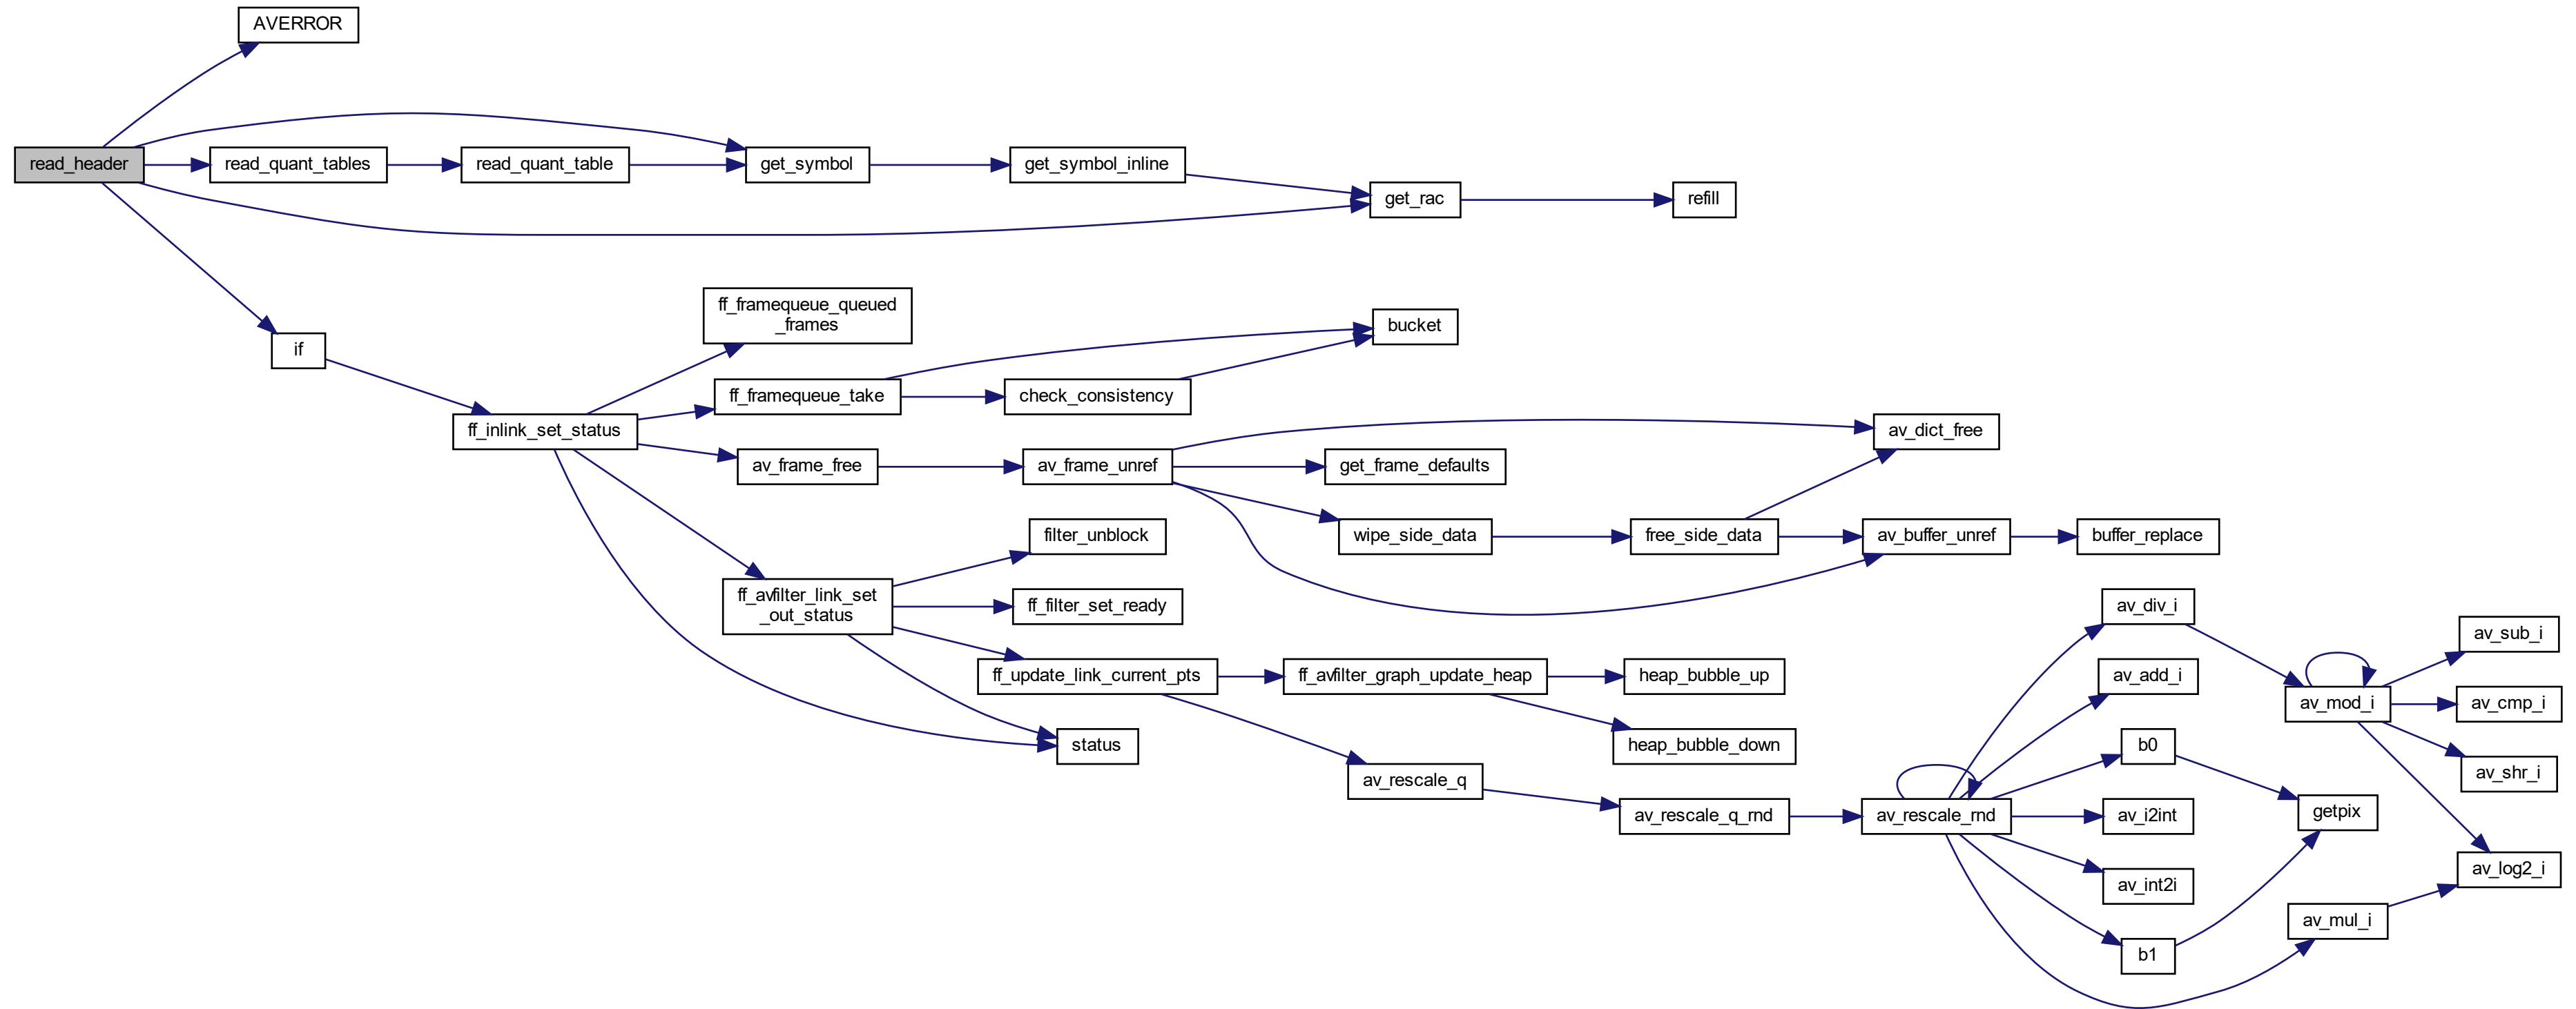 AVERROR
read_header
read_quant_tables
read_quant_table
get_symbol
get_symbol_inline
get_rac
refill
if
ff_framequeue_queued
_frames
bucket
ff_framequeue_take
check_consistency
ff_inlink_set_status
av_frame_free
av_frame_unref
get_frame_defaults
av_dict_free
filter_unblock
wipe_side_data
free_side_data
av_buffer_unref
buffer_replace
ff_avfilter_link_set
_out_status
ff_filter_set_ready
ff_update_link_current_pts
ff_avfilter_graph_update_heap
heap_bubble_up
heap_bubble_down
status
av_rescale_q
av_rescale_q_rnd
av_rescale_rnd
av_div_i
av_add_i
b0
av_i2int
av_int2i
b1
av_mod_i
getpix
av_mul_i
av_sub_i
av_cmp_i
av_shr_i
av_log2_i